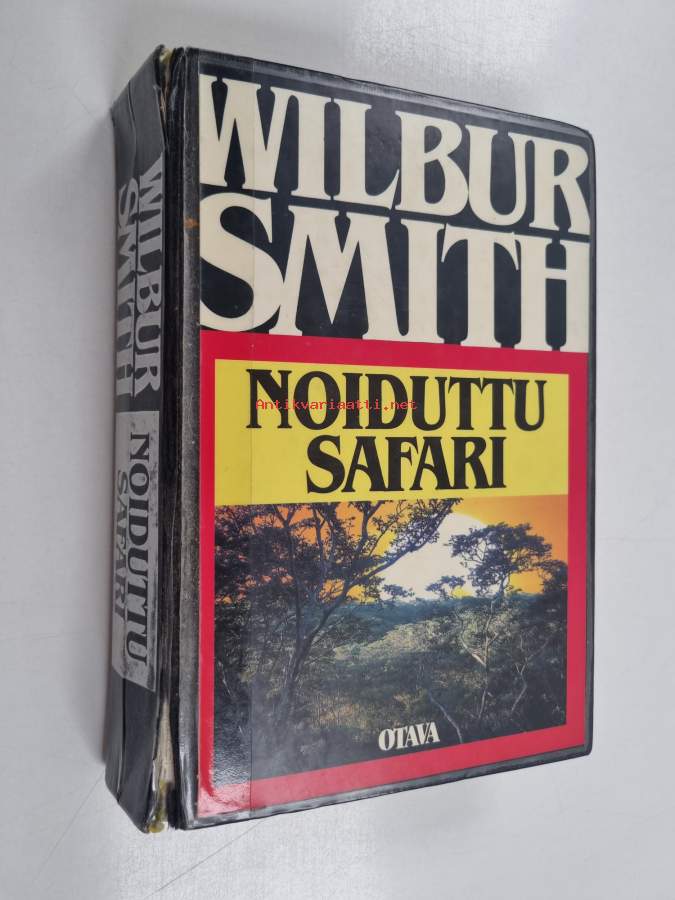 WILBUR
SMITH
NOIDUTTU
Antikvariaatti.net
SAFARI
OTAVA
WILBUR
SMITH
NOIDUTTU
SAFARI